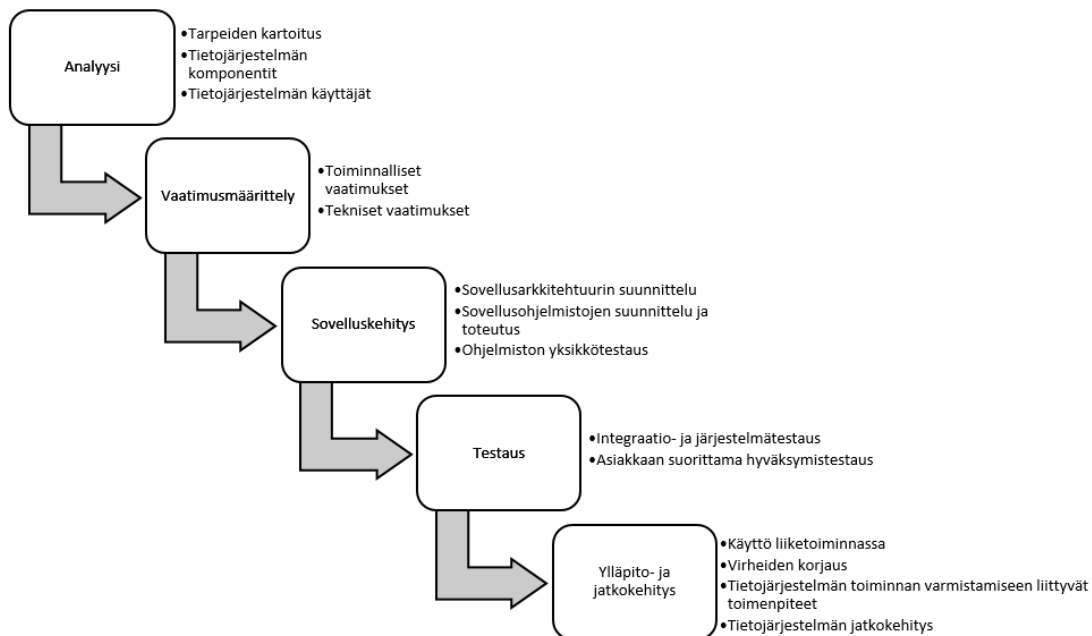 Analyysi
•Tarpeiden kartoitus
•Tietojärjestelmän
komponentit
•Tietojärjestelmän käyttäjät
Vaatimusmäärittely
•Toiminnalliset
vaatimukset
•Tekniset vaatimukset
Sovelluskehitys
•Sovellusarkkitehtuurin suunnittelu
•Sovellusohjelmistojen suunnittelu ja
toteutus
•Ohjelmiston yksikkötestaus
Testaus
•Integraatio- ja järjestelmätestaus
•Asiakkaan suorittama hyväksymistestaus
Ylläpito- ja
jatkokehitys
•Käyttö liiketoiminnassa
•Virheiden korjaus
•Tietojärjestelmän toiminnan varmistamiseen liittyvät
toimenpiteet
•Tietojärjestelmän jatkokehitys